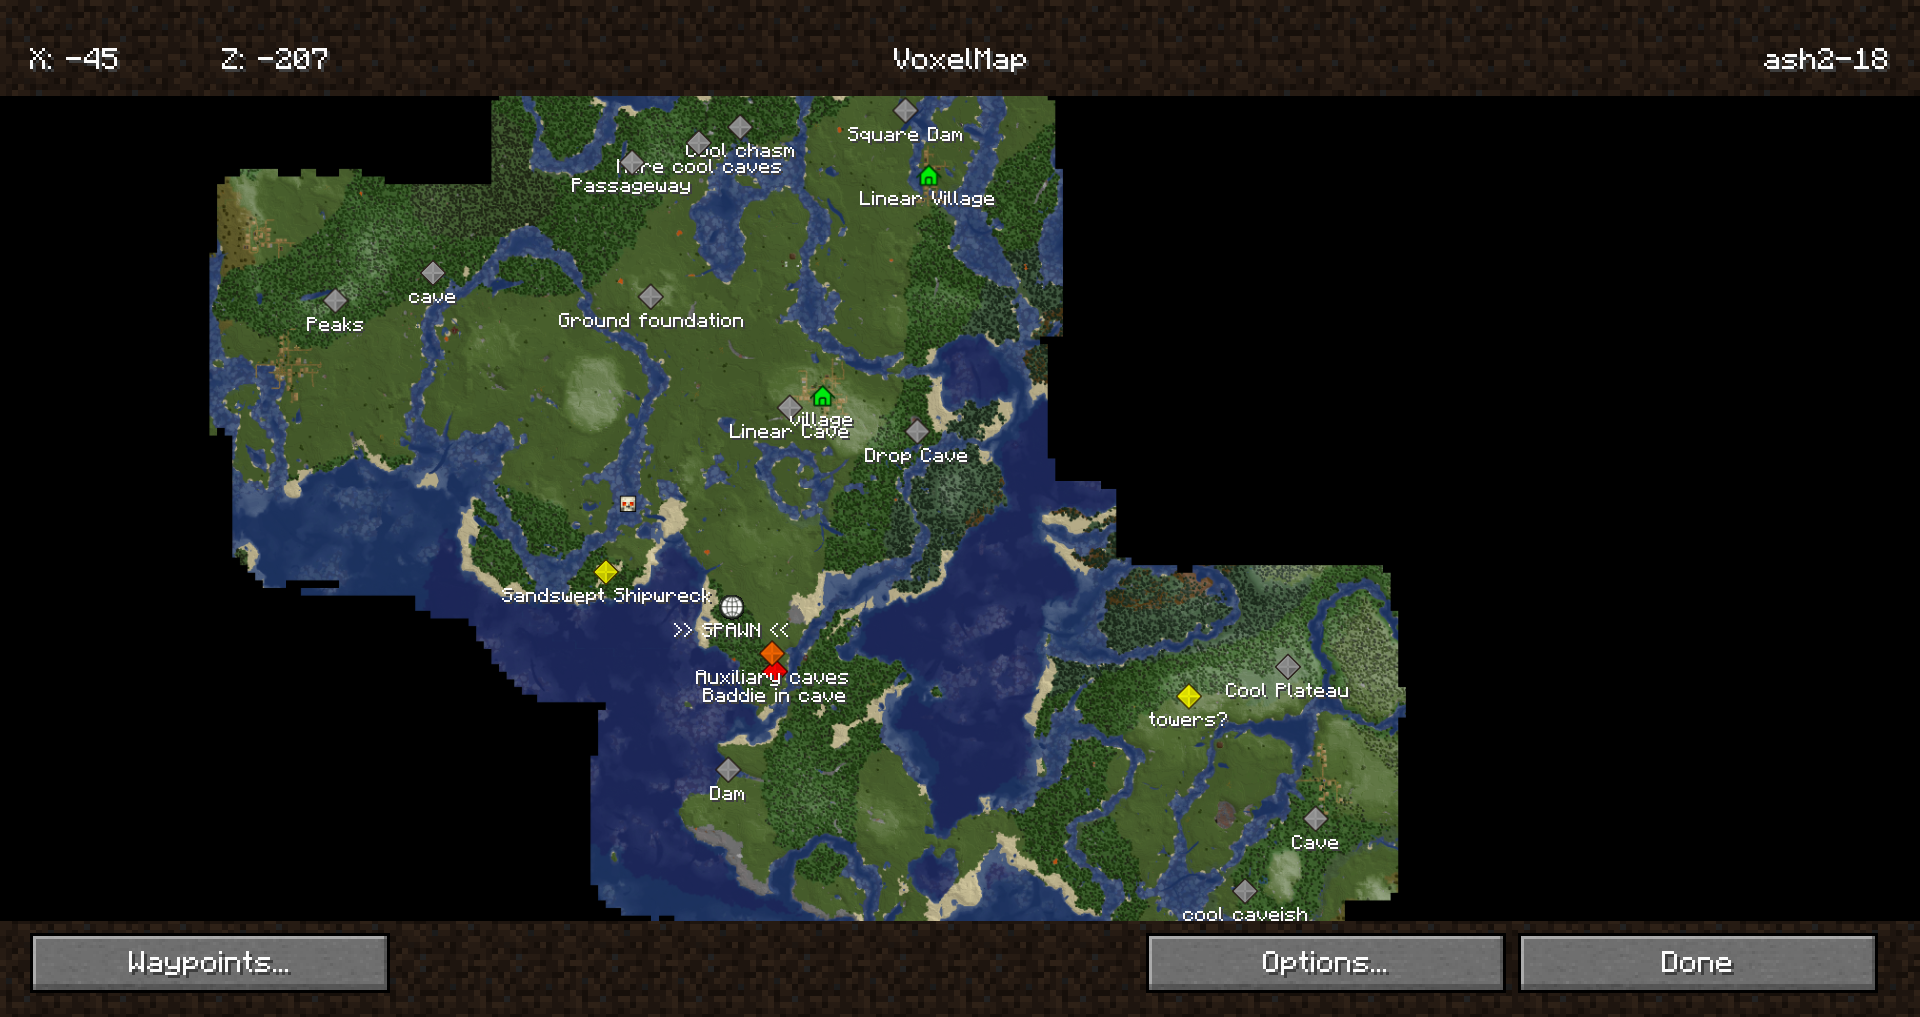 X: -45
Z: -207
VoxelMap
ash2-18
Square Dam
Cool chasm
More cool caves
Passageway
Linear Village
cave
Peaks
Ground foundation
Village
Linear Cave
Drop Cave
Sandswept Shipwreck
>> SPAWN <<
Auxiliary caves
Baddie in cave
Cool Plateau
towers?
Dam
Cave
cool caveish
Waypoints...
Options...
Done